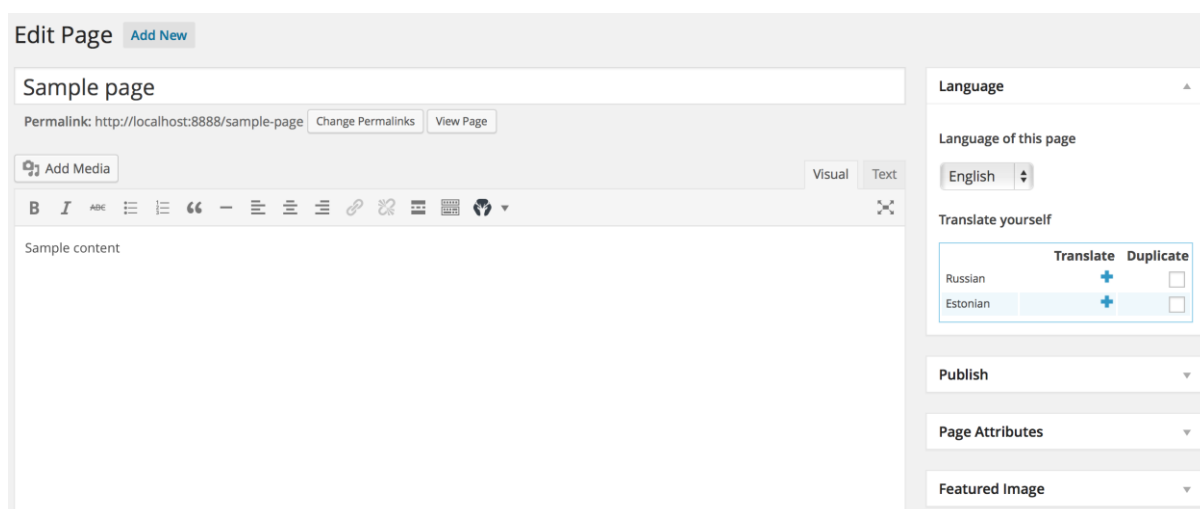 Edit Page Add New
Sample page
Permalink: http://localhost:8888/sample-page Change Permalinks View Page
Add Media
Visual Text
B I ABC
Sample content
Language
Language of this page
English
Translate yourself
Translate Duplicate
Russian
Estonian
Publish
Page Attributes
Featured Image